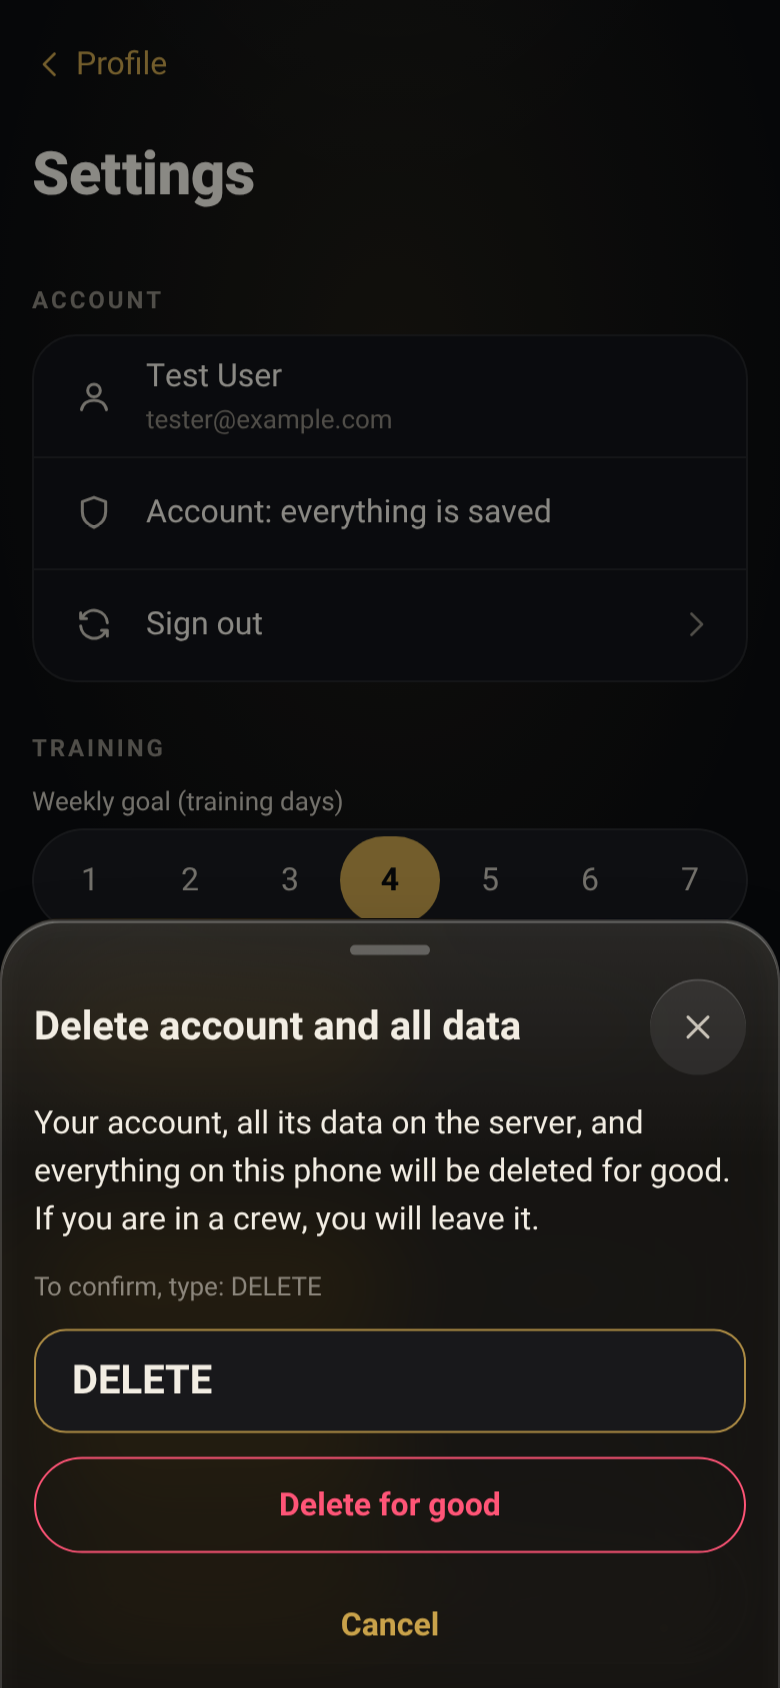 Profile
Settings
ACCOUNT
Test User
tester@example.com
Account: everything is saved
Sign out
TRAINING
Weekly goal (training days)
1 2 3 4 5 6 7
Delete account and all data
Your account, all its data on the server, and
everything on this phone will be deleted for good.
If you are in a crew, you will leave it.
To confirm, type: DELETE
DELETE
Delete for good
Cancel